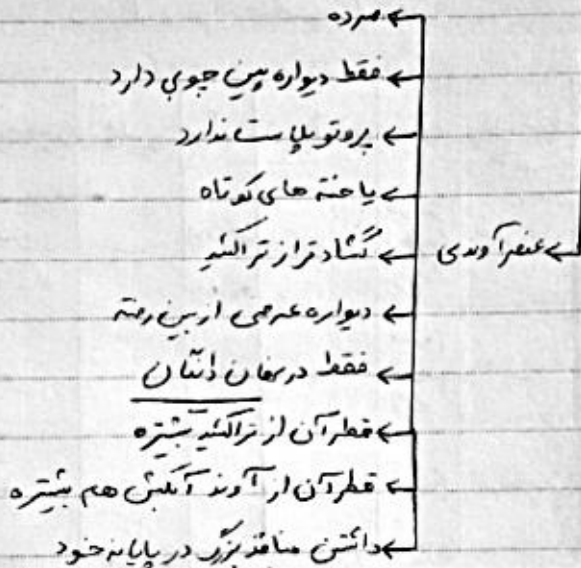 ← مرده
← فقط دیواره پسین چوبی دارد
← پروتوپلاست ندارد
← یاخته های کوتاه
← عنصر آوندی
← گشادتر از تراکئید
← دیواره عرضی از بین رفته
← فقط در نهان دانگان
← قطر آن از تراکئید بیشتره
← قطر آن از آوند آبکش هم بیشتره
← داشتن منافذ بزرگ در پایانه خود